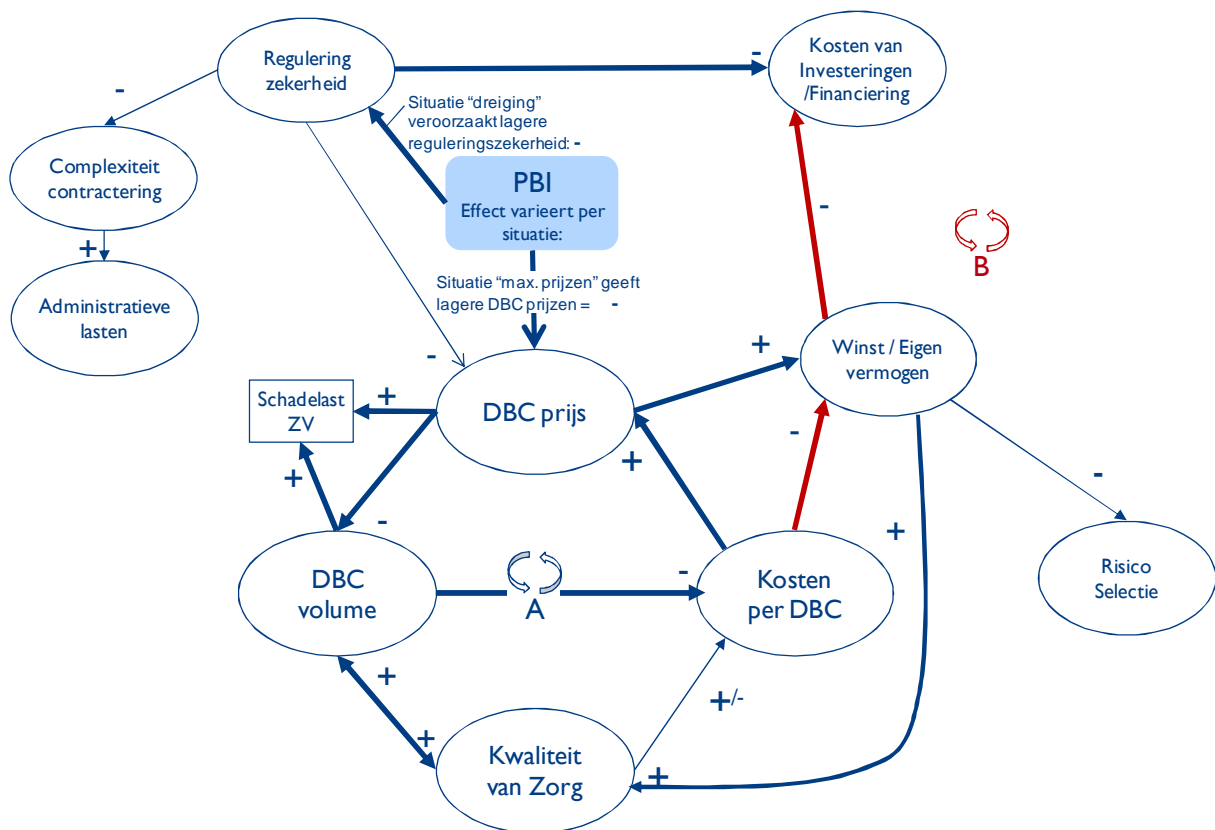 Regulering
zekerheid
-
Kosten van
Investeringen
/Financiering
-
Situatie “dreiging”
veroorzaakt lagere
reguleringszekerheid: -
Complexiteit
contractering
PBI
Effect varieert per
situatie:
-
+
B
Administratieve
lasten
Situatie “max. prijzen” geeft
lagere DBC prijzen = -
-
+
Winst / Eigen
vermogen
Schadelast
ZV
+
DBC prijs
-
+
+
-
-
+
DBC
volume
A
-
Kosten
per DBC
Risico
Selectie
+
+/-
+
Kwaliteit
van Zorg
+